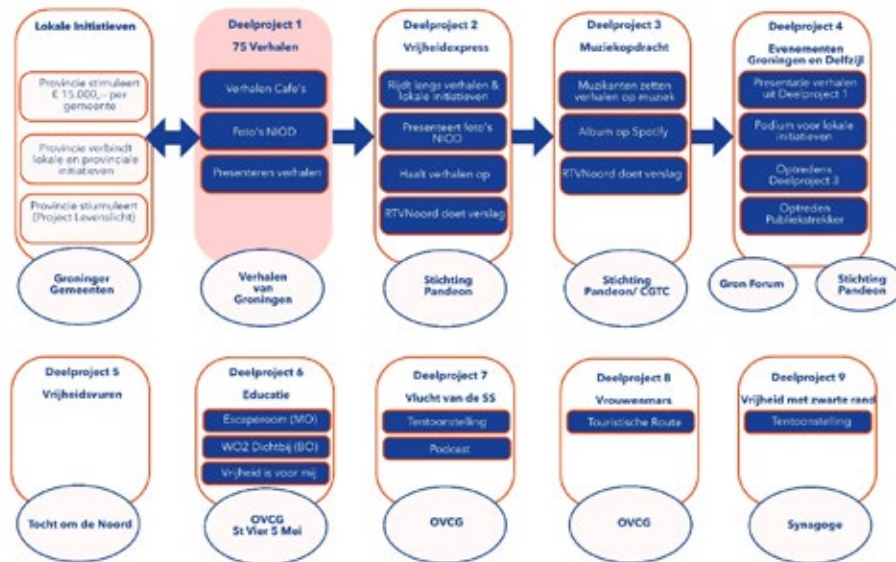 Lokale Initiatieven
Provincie stimuleert
€ 15.000,-- per
gemeente
Provincie verbindt
lokale en provinciale
initiatieven
Provincie stiumuleert
(Project Levenslicht)
Groninger
Gemeenten
Deelproject 1
75 Verhalen
Verhalen Cafe's
Foto's NIOD
Presenteren verhalen
Verhalen
van
Groningen
Deelproject 2
Vrijheidexpress
Rijdt langs verhalen &
lokale initiatieven
Presenteert foto's
NIOD
Haalt verhalen op
RTVNoord doet verslag
Stichting
Pandeon
Deelproject 3
Muziekopdracht
Muzikanten zetten
verhalen op muziek
Album op Spotify
RTVNoord doet verslag
Stichting
Pandeon/ CGTC
Deelproject 4
Evenementen
Groningen en Delfzijl
Presentatie verhalen
uit Deelproject 1
Podium voor lokale
initiatieven
Optredens
Deelproject 3
Optreden
Publiekstrekker
Gron Forum
Stichting
Pandeon
Deelproject 5
Vrijheidsvuren
Tocht om de Noord
Deelproject 6
Educatie
Escaperoom (MO)
WO2 Dichtbij (BO)
Vrijheid is voor mij
OVCG
St Vier 5 Mei
Deelproject 7
Vlucht van de SS
Tentoonstelling
Podcast
OVCG
Deelproject 8
Vrouwenmars
Touristische Route
OVCG
Deelproject 9
Vrijheid met zwarte rand
Tentoonstelling
Synagoge